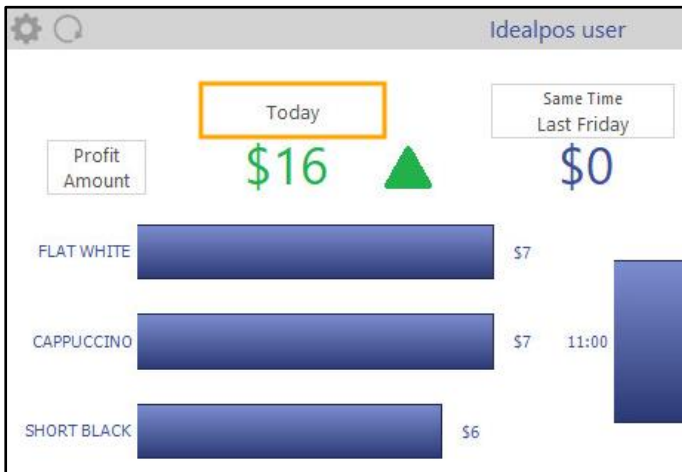 Idealpos user
Today
Same Time
Last Friday
Profit
Amount
$16
$0
FLAT WHITE
$7
CAPPUCCINO
$7
11:00
SHORT BLACK
$6